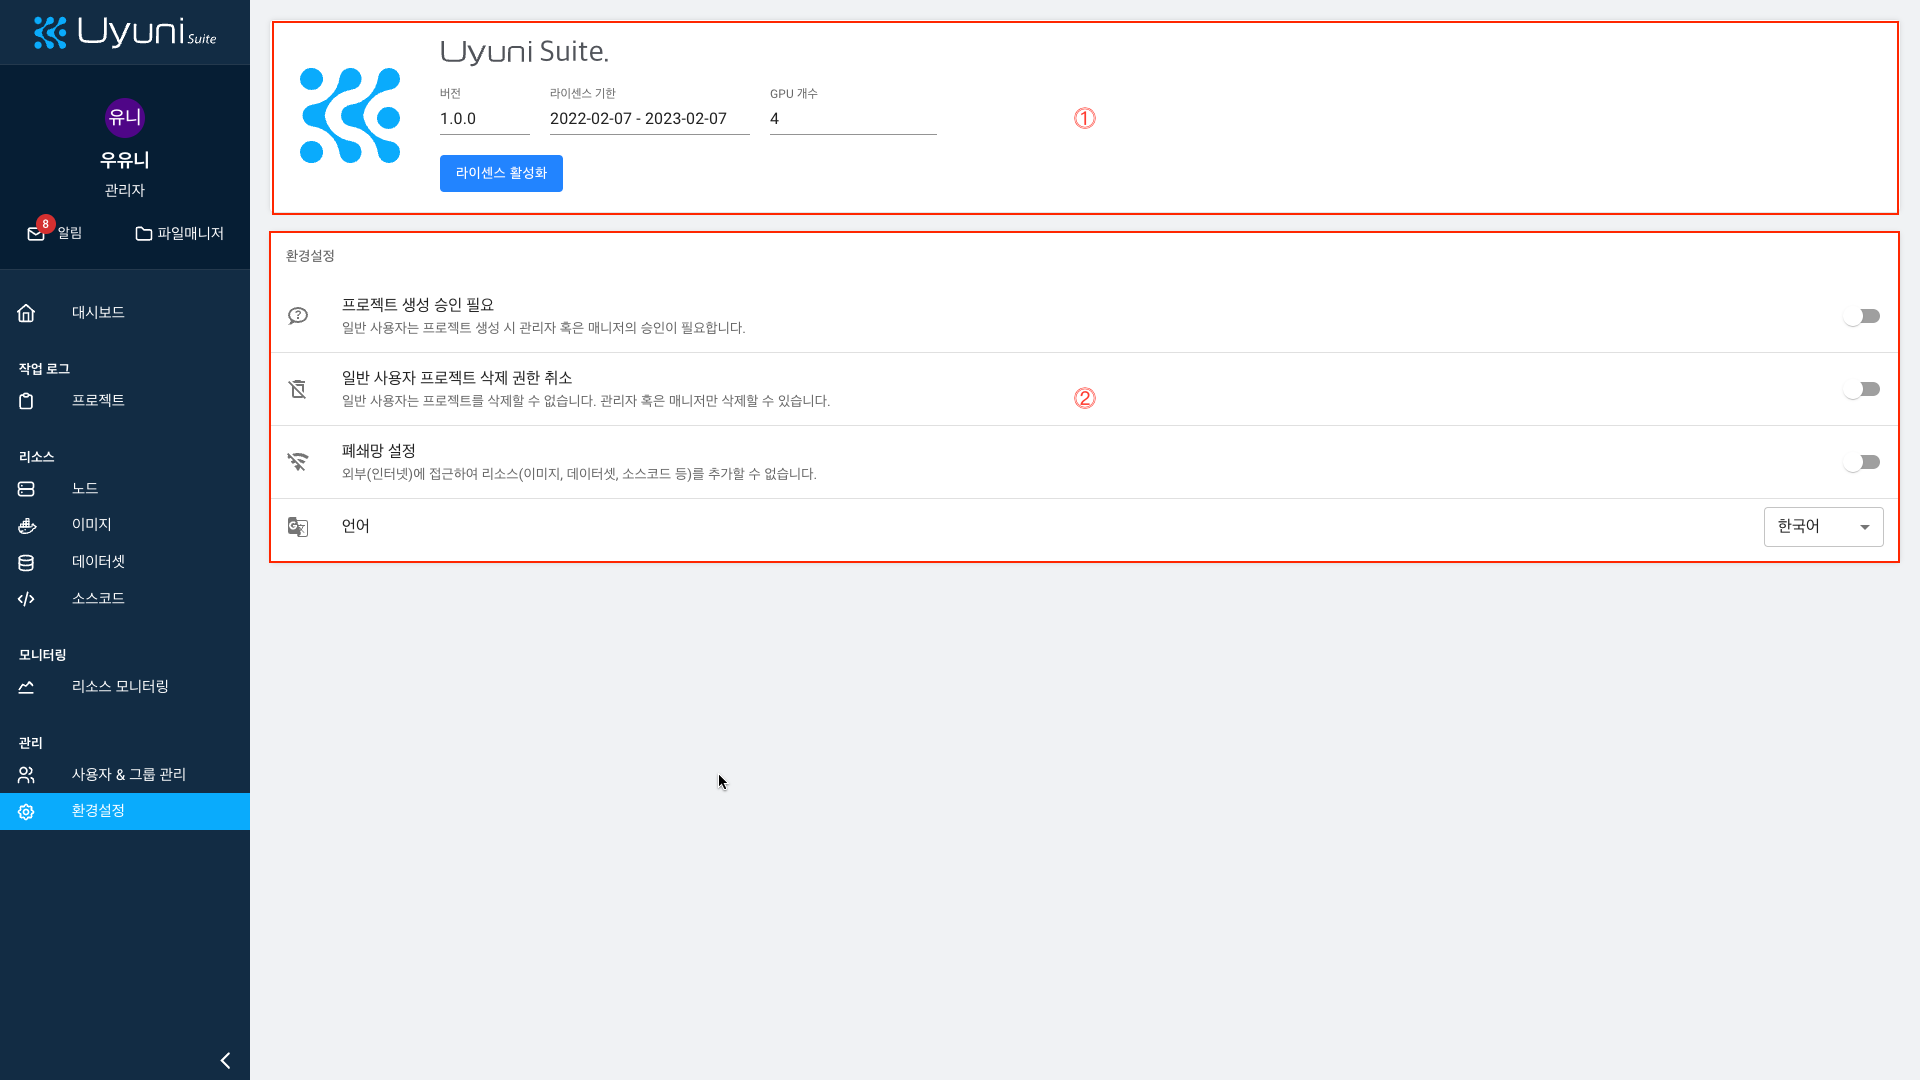 Uyuni Suite
유니
우유니
관리자
8
알림
파일매니저
대시보드
작업 로그
프로젝트
리소스
노드
이미지
데이터셋
소스코드
모니터링
리소스 모니터링
관리
사용자 & 그룹 관리
환경설정
Uyuni Suite.
버전
라이센스 기한
GPU 개수
1.0.0
2022-02-07 - 2023-02-07
4
①
라이센스 활성화
환경설정
프로젝트 생성 승인 필요
일반 사용자는 프로젝트 생성 시 관리자 혹은 매니저의 승인이 필요합니다.
일반 사용자 프로젝트 삭제 권한 취소
일반 사용자는 프로젝트를 삭제할 수 없습니다. 관리자 혹은 매니저만 삭제할 수 있습니다.
②
폐쇄망 설정
외부(인터넷)에 접근하여 리소스(이미지, 데이터셋, 소스코드 등)를 추가할 수 없습니다.
언어
한국어